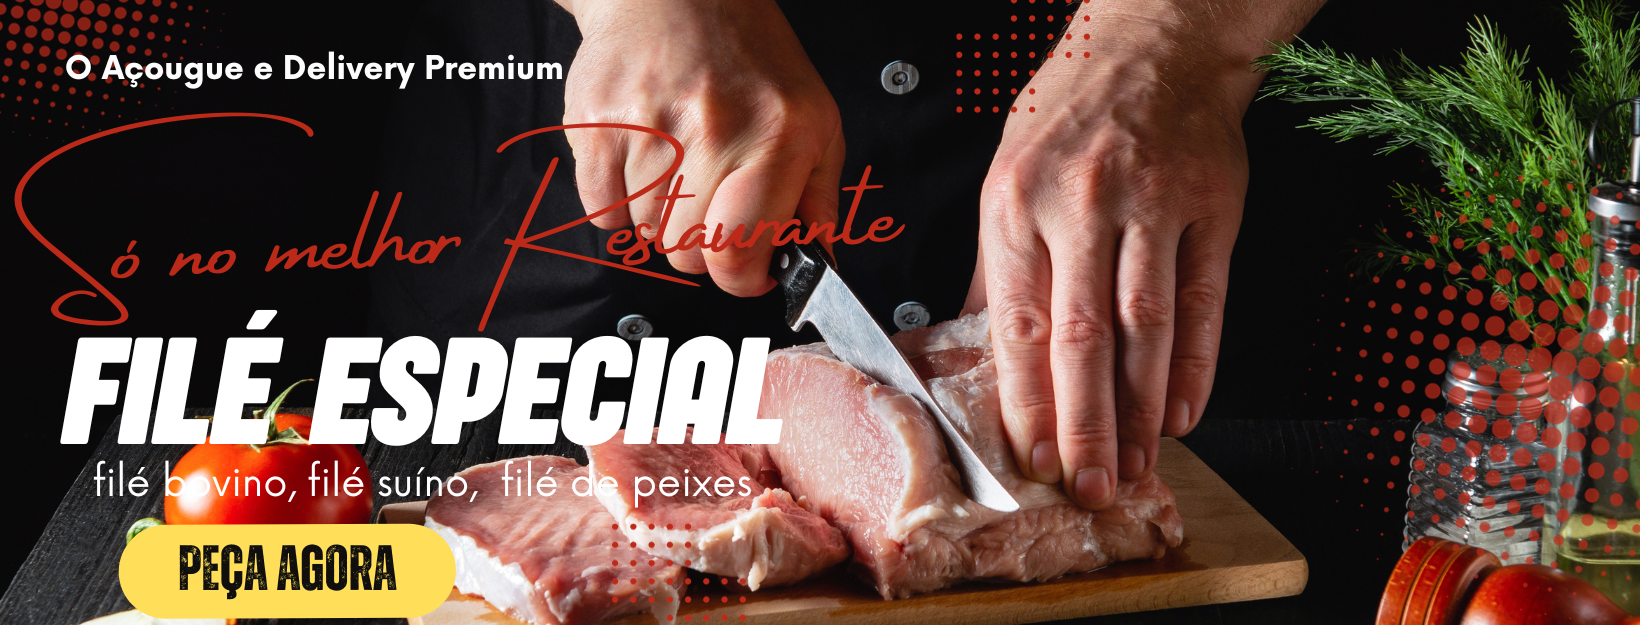 O Açougue e Delivery Premium
Só no melhor Restaurante
FILÉ ESPECIAL
filé bovino, filé suíno, filé de peixes
PEÇA AGORA